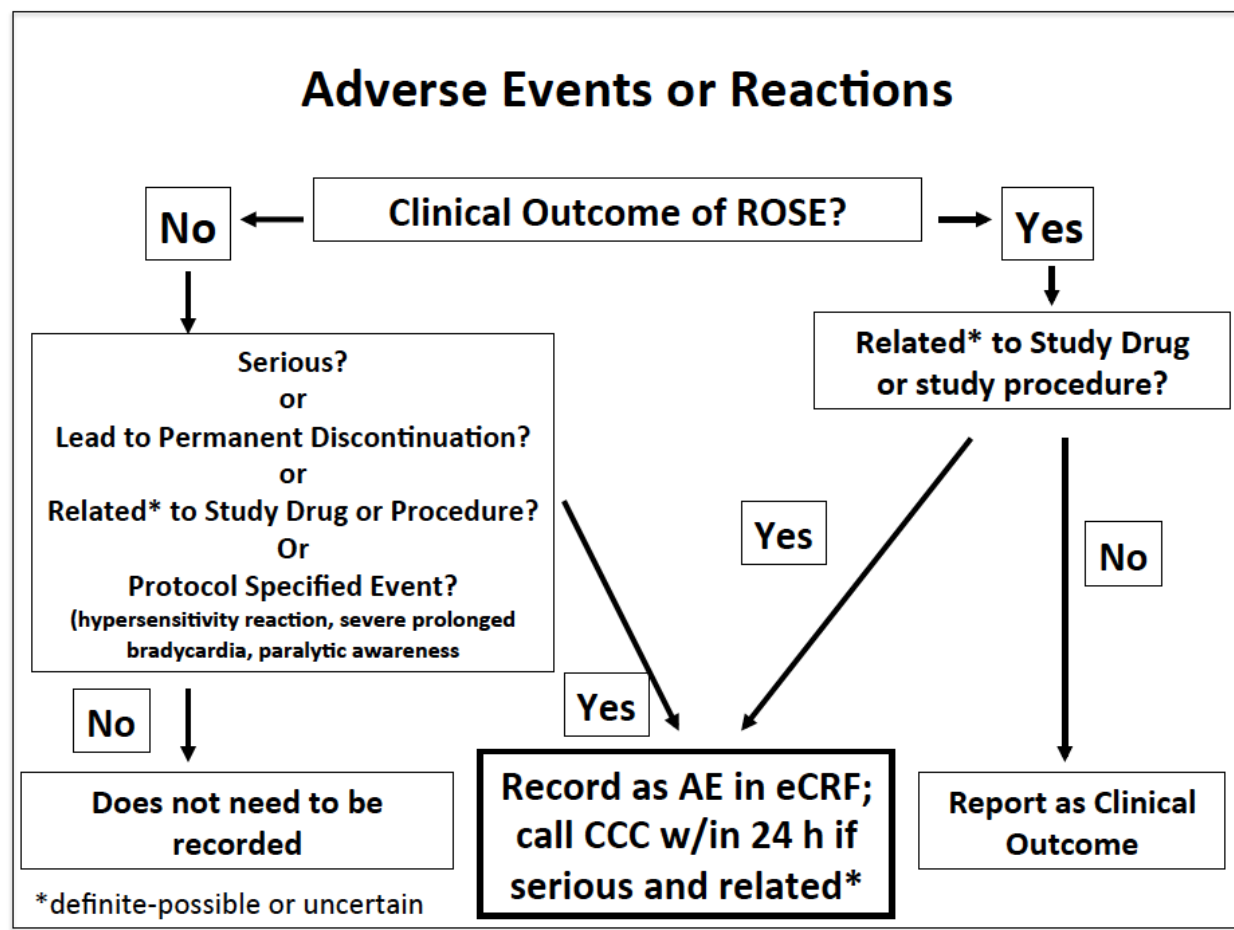 Adverse Events or Reactions
Clinical Outcome of ROSE?
No
Yes
Serious?
or
Lead to Permanent Discontinuation?
or
Related* to Study Drug or Procedure?
Or
Protocol Specified Event?
(hypersensitivity reaction, severe prolonged
bradycardia, paralytic awareness
Related* to Study Drug
or study procedure?
Yes
No
Yes
No
Does not need to be
recorded
Record as AE in eCRF;
call CCC w/in 24 h if
serious and related*
Report as Clinical
Outcome
*definite-possible or uncertain